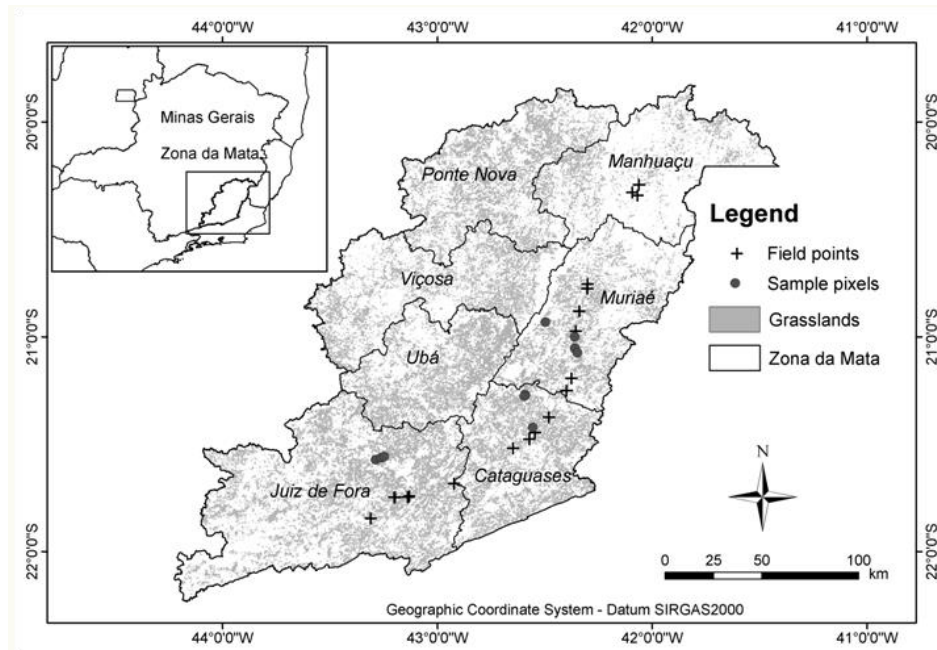 44°0'0"W 43°0'0"W 42°0'0"W 41°0'0"W
20°0'0"S
20°0'0"S
Minas Gerais
Zona da Mata
Ponte Nova
Manhuaçu
Legend
Field points
Sample pixels
Grasslands
Zona da Mata
Viçosa
Muriaé
21°0'0"S
21°0'0"S
Ubá
Juiz de Fora
Cataguases
N
22°0'0"S
22°0'0"S
0 25 50 100
km
Geographic Coordinate System - Datum SIRGAS2000
44°0'0"W 43°0'0"W 42°0'0"W 41°0'0"W